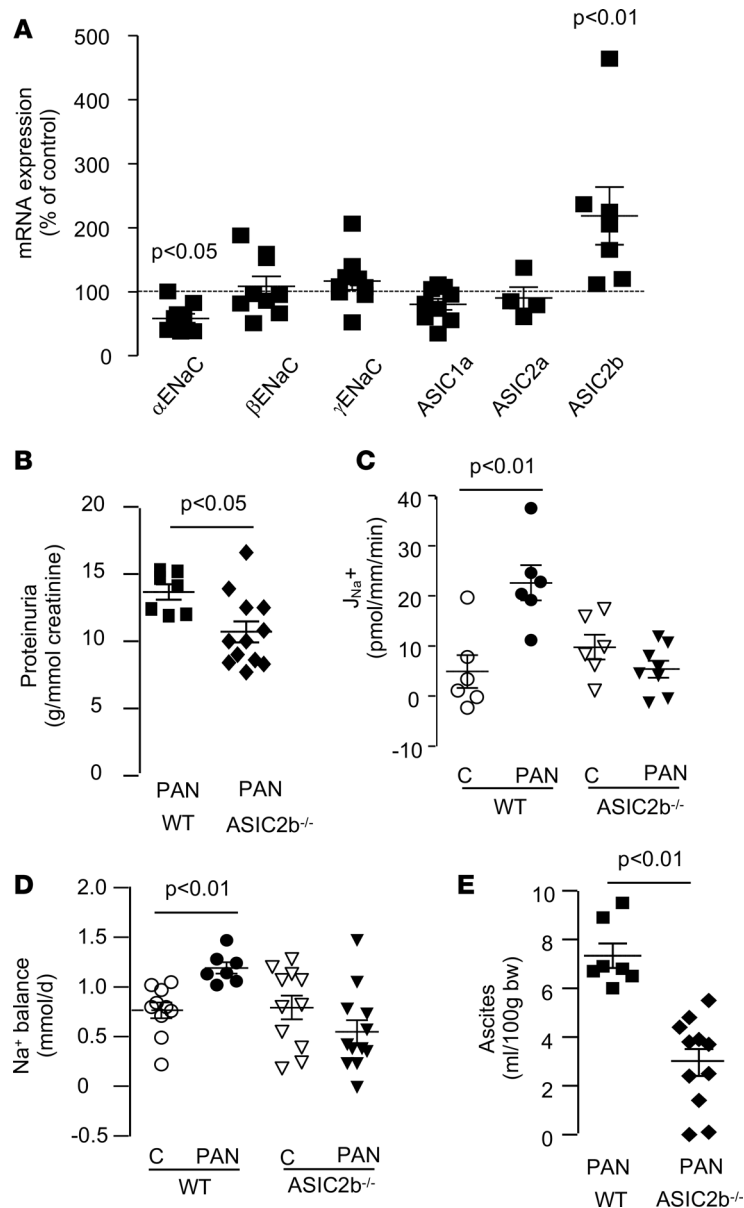 A
p<0.01
500
400
300
200
100
0
mRNA expression
(% of control)
p<0.05
αENaC
βENaC
γENaC
ASIC1a
ASIC2a
ASIC2b
B
p<0.05
20
15
10
5
0
Proteinuria
(g/mmol creatinine)
PAN
PAN
WT
ASIC2b-/-
C
p<0.01
40
30
20
10
0
-10
JNa+
(pmol/mm/min)
C
PAN
C
PAN
WT
ASIC2b-/-
D
p<0.01
2.0
1.5
1.0
0.5
0
-0.5
Na+ balance
(mmol/d)
C
PAN
C
PAN
WT
ASIC2b-/-
E
p<0.01
10
8
6
4
2
0
Ascites
(ml/100g bw)
PAN
PAN
WT
ASIC2b-/-